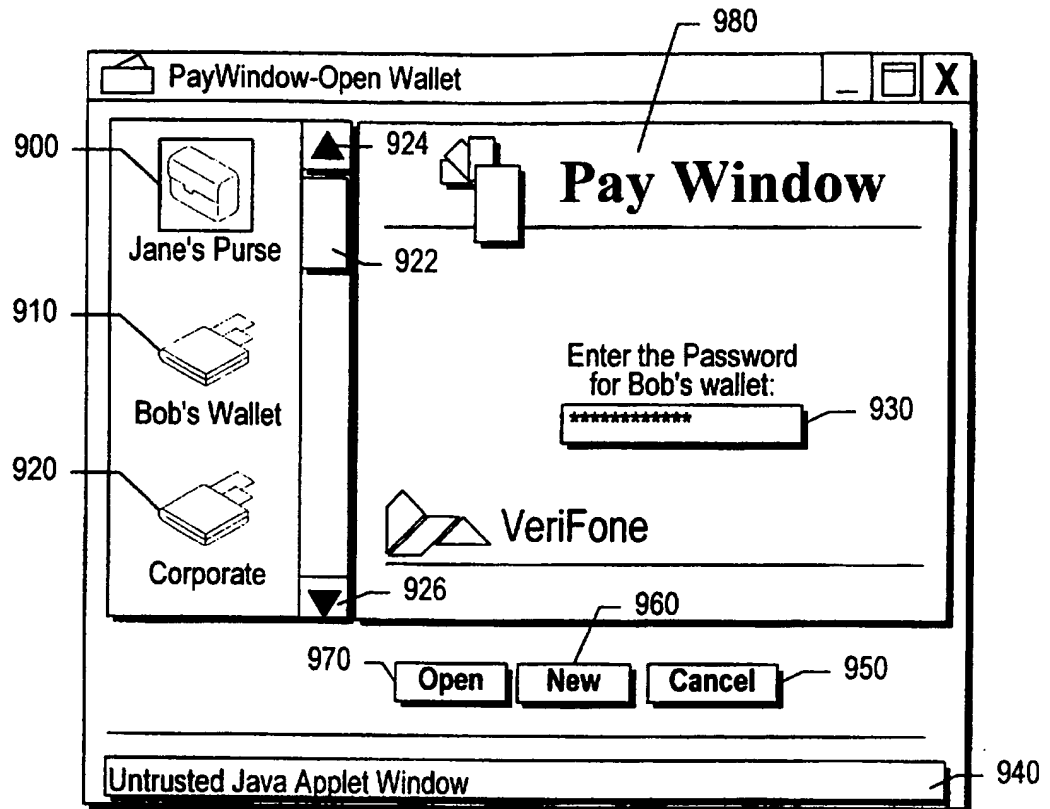 980
PayWindow-Open Wallet
_
X
900
924
Pay Window
Jane's Purse
922
910
Enter the Password
for Bob's wallet:
************
930
Bob's Wallet
920
VeriFone
Corporate
926
960
970
Open
New
Cancel
950
Untrusted Java Applet Window
940